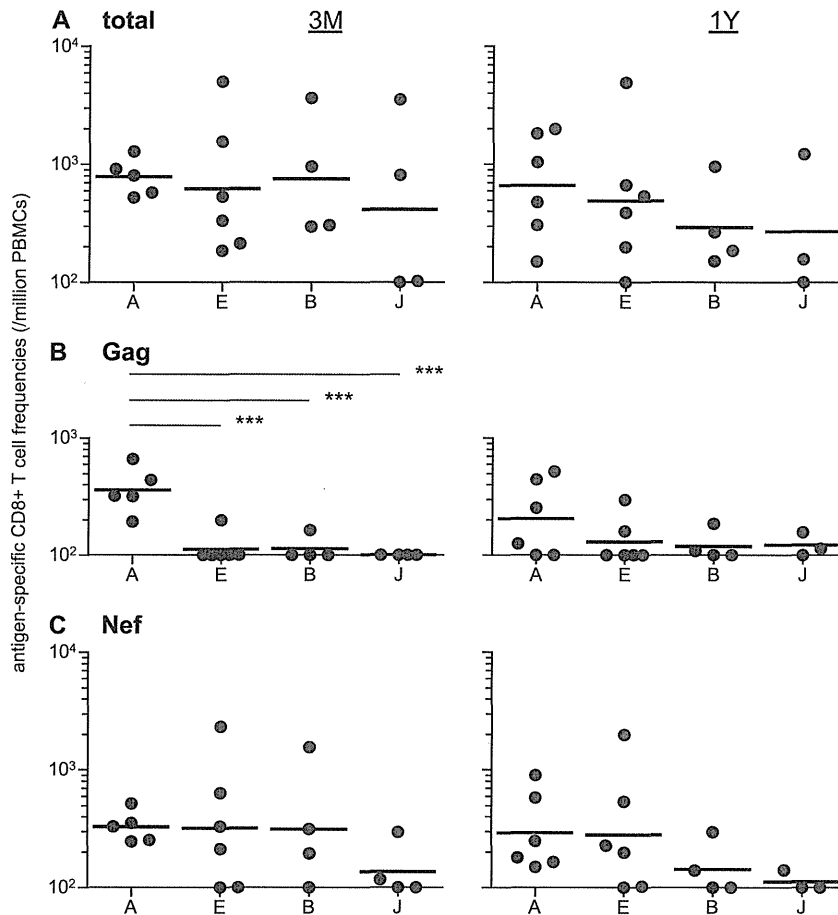 A total 3M 1Y
antigen-specific CD8+ T cell frequencies (/million PBMCs)
10⁴
10³
10²
A E B J
A E B J
B Gag
***
***
***
10³
10²
A E B J
A E B J
C Nef
10⁴
10³
10²
A E B J
A E B J